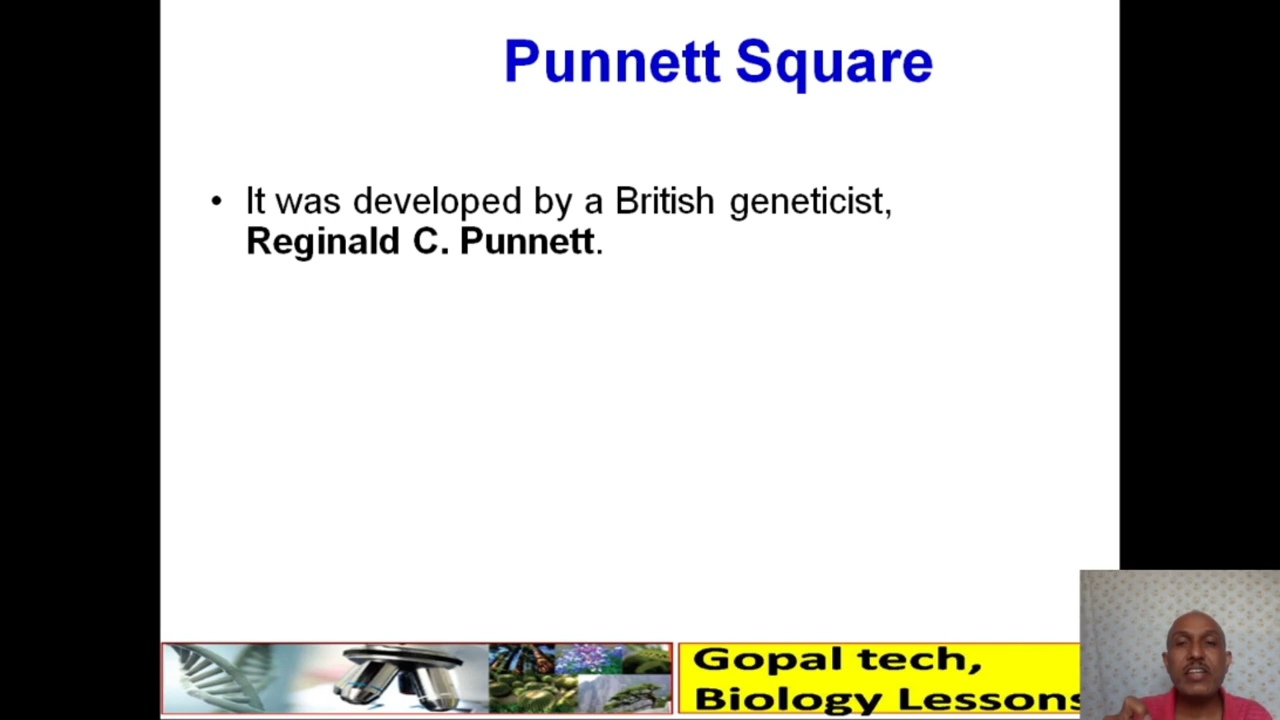 Punnett Square
• It was developed by a British geneticist,
Reginald C. Punnett.
Gopal tech,
Biology Lessons